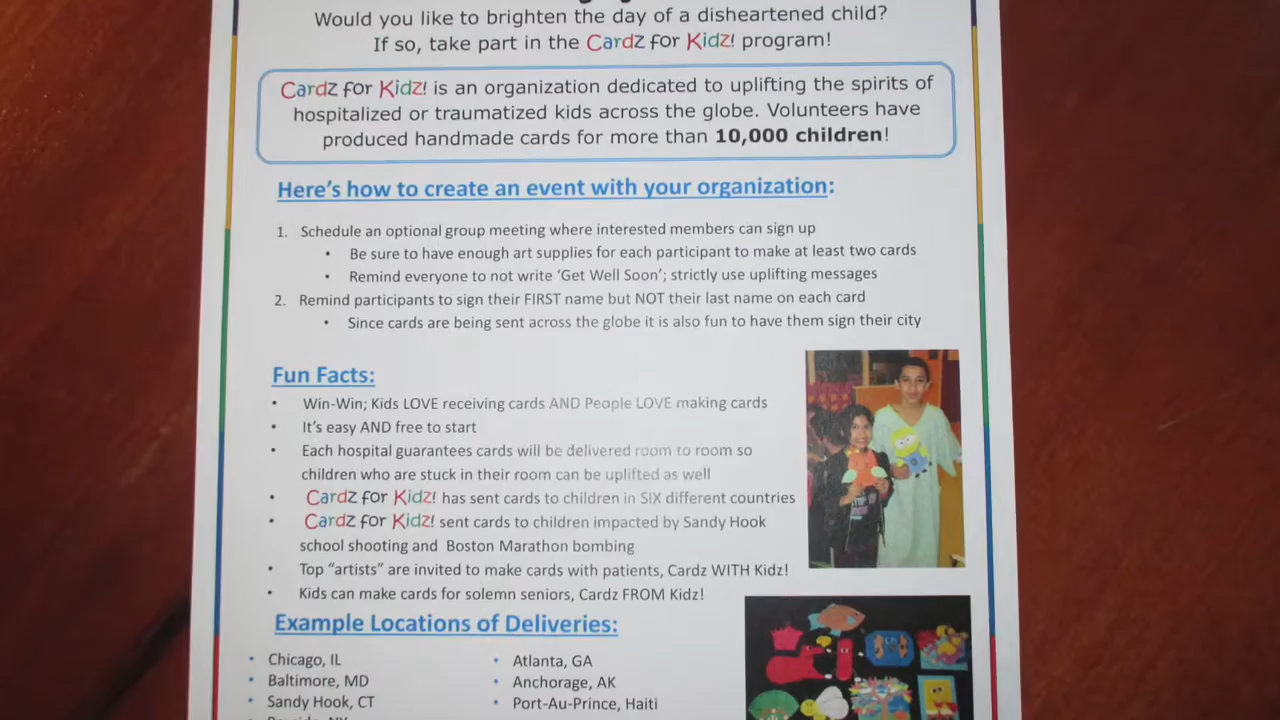 Would you like to brighten the day of a disheartened child?
If so, take part in the Cardz for Kidz! program!
Cardz for Kidz! is an organization dedicated to uplifting the spirits of
hospitalized or traumatized kids across the globe. Volunteers have
produced handmade cards for more than 10,000 children!
Here's how to create an event with your organization:
1. Schedule an optional group meeting where interested members can sign up
• Be sure to have enough art supplies for each participant to make at least two cards
• Remind everyone to not write 'Get Well Soon'; strictly use uplifting messages
2. Remind participants to sign their FIRST name but NOT their last name on each card
• Since cards are being sent across the globe it is also fun to have them sign their city
Fun Facts:
• Win-Win; Kids LOVE receiving cards AND People LOVE making cards
• It's easy AND free to start
• Each hospital guarantees cards will be delivered room to room so
children who are stuck in their room can be uplifted as well
• Cardz for Kidz! has sent cards to children in SIX different countries
• Cardz for Kidz! sent cards to children impacted by Sandy Hook
school shooting and Boston Marathon bombing
• Top "artists" are invited to make cards with patients, Cardz WITH Kidz!
• Kids can make cards for solemn seniors, Cardz FROM Kidz!
Example Locations of Deliveries:
• Chicago, IL
• Baltimore, MD
• Sandy Hook, CT
• Atlanta, GA
• Anchorage, AK
• Port-Au-Prince, Haiti